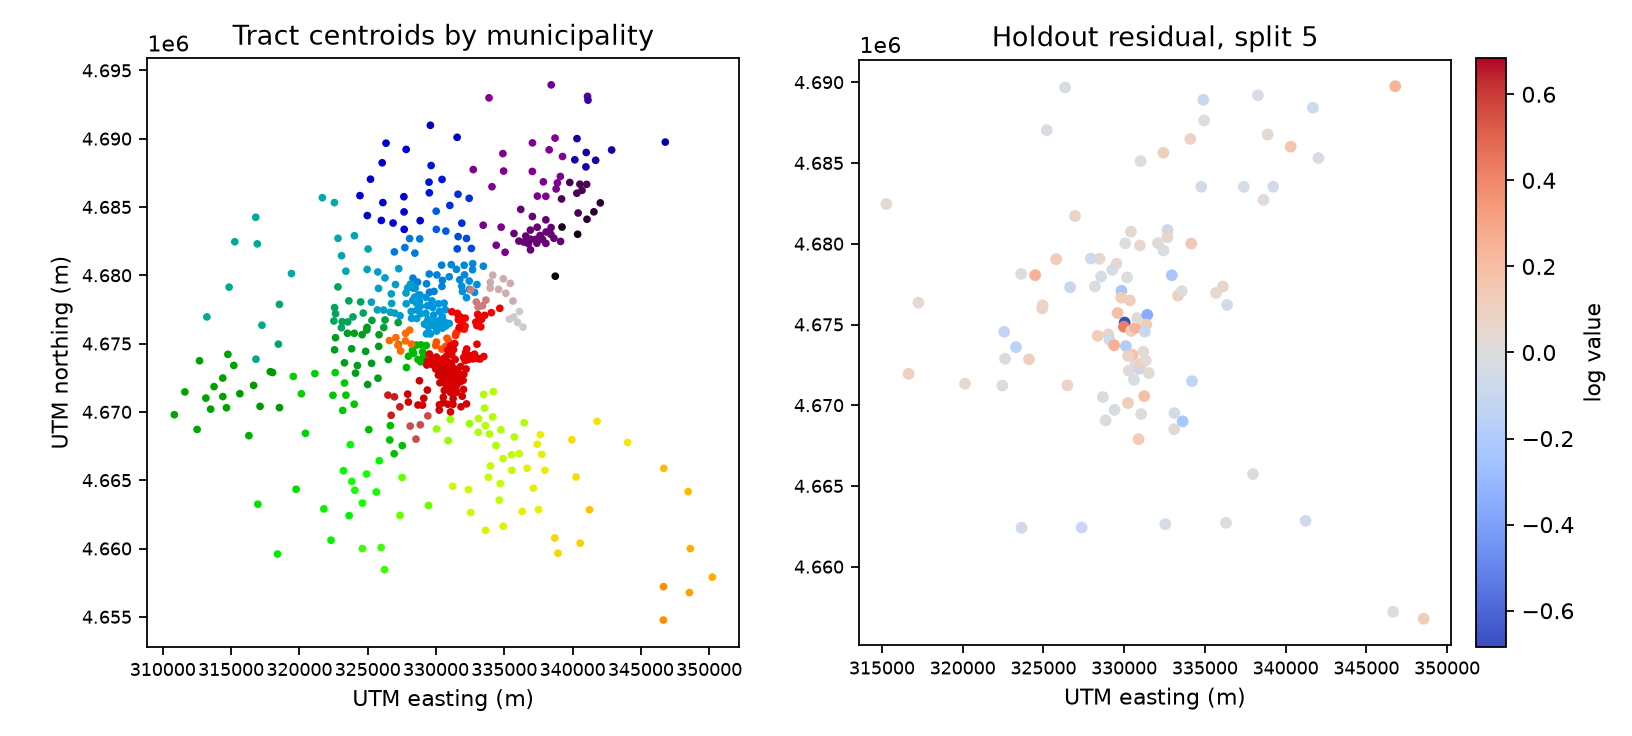 Tract centroids by municipality
1e6
4.695
4.690
4.685
4.680
4.675
4.670
4.665
4.660
4.655
UTM northing (m)
310000 315000 320000 325000 330000 335000 340000 345000 350000
UTM easting (m)
Holdout residual, split 5
1e6
4.690
4.685
4.680
4.675
4.670
4.665
4.660
315000 320000 325000 330000 335000 340000 345000 350000
UTM easting (m)
0.6
0.4
0.2
0.0
−0.2
−0.4
−0.6
log value